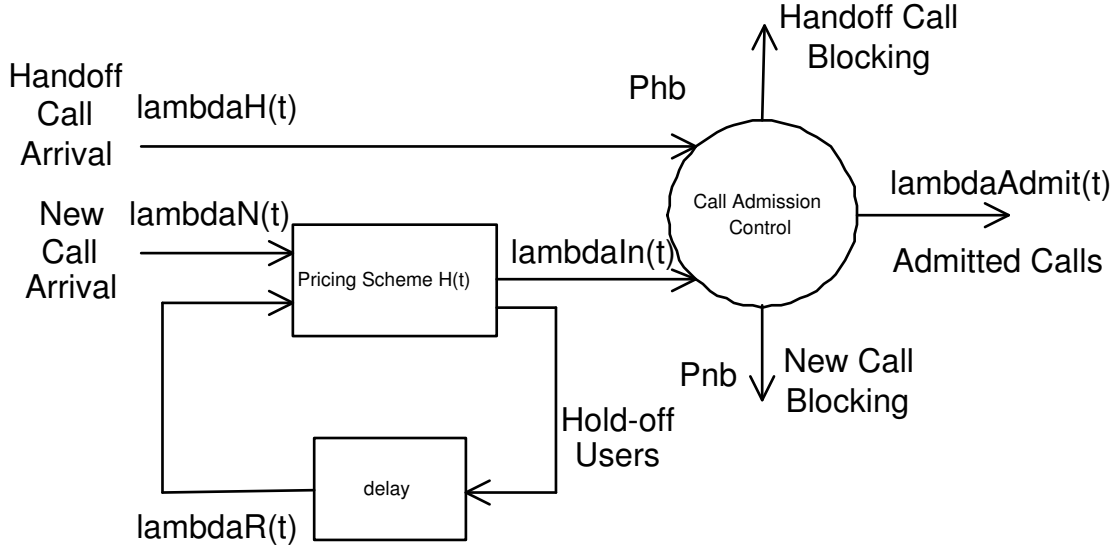 Handoff Call
Blocking
Handoff
Call
Arrival
lambdaH(t)
Phb
New
Call
Arrival
lambdaN(t)
Pricing Scheme H(t)
lambdaIn(t)
Call Admission
Control
lambdaAdmit(t)
Admitted Calls
Pnb
New Call
Blocking
Hold-off
Users
delay
lambdaR(t)